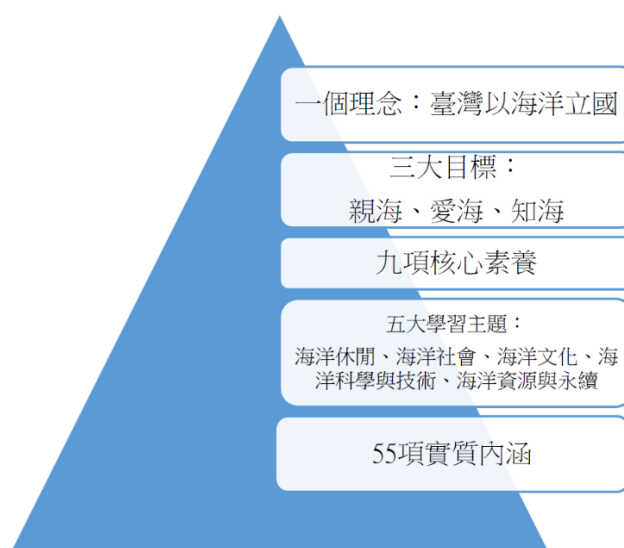 一個理念：臺灣以海洋立國
三大目標：
親海、愛海、知海
九項核心素養
五大學習主題：
海洋休閒、海洋社會、海洋文化、海
洋科學與技術、海洋資源與永續
55項實質內涵